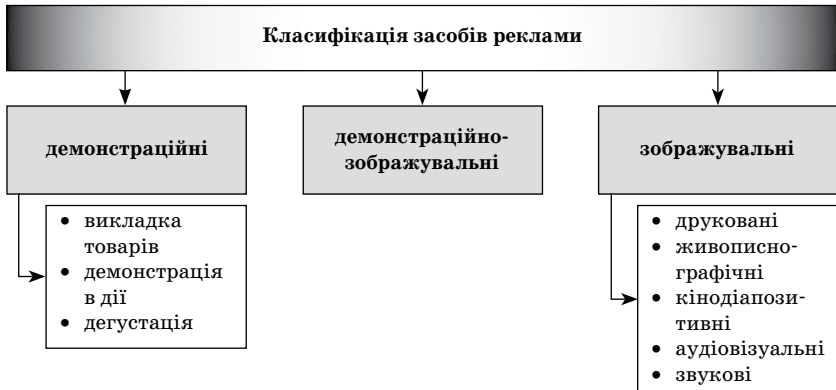 Класифікація засобів реклами
демонстраційні
демонстраційно-
зображувальні
зображувальні
• викладка
товарів
• демонстрація
в дії
• дегустація
• друковані
• живописно-
графічні
• кінодіапози-
тивні
• аудіовізуальні
• звукові